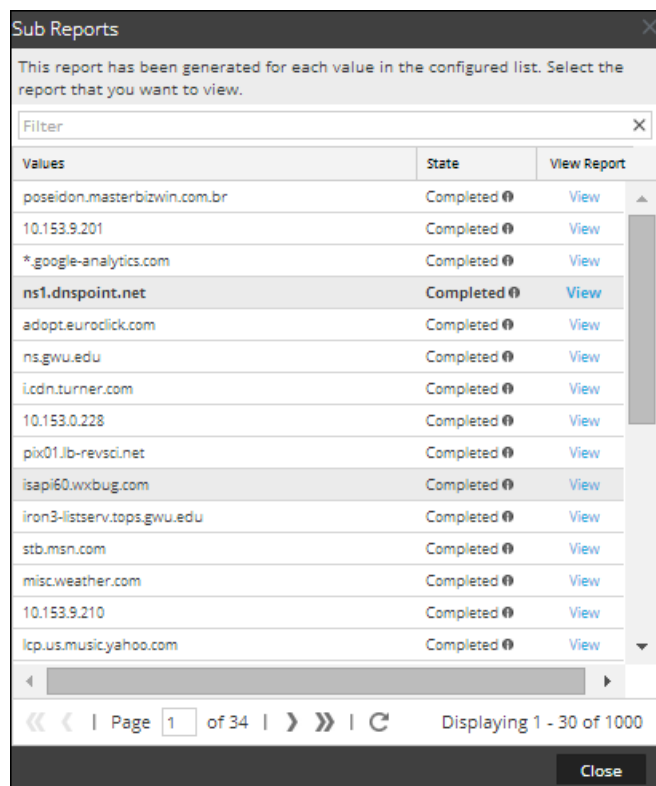 Sub Reports
This report has been generated for each value in the configured list. Select the
report that you want to view.
Filter
Values State View Report
poseidon.masterbizwin.com.br Completed View
10.153.9.201 Completed View
*.google-analytics.com Completed View
ns1.dnspoint.net Completed View
adopt.euroclick.com Completed View
ns.gwu.edu Completed View
i.cdn.turner.com Completed View
10.153.0.228 Completed View
pix01.lb-revsci.net Completed View
isapi60.wxbug.com Completed View
iron3-listserv.tops.gwu.edu Completed View
stb.msn.com Completed View
misc.weather.com Completed View
10.153.9.210 Completed View
lcp.us.music.yahoo.com Completed View
| Page 1 of 34 | | Displaying 1 - 30 of 1000
Close